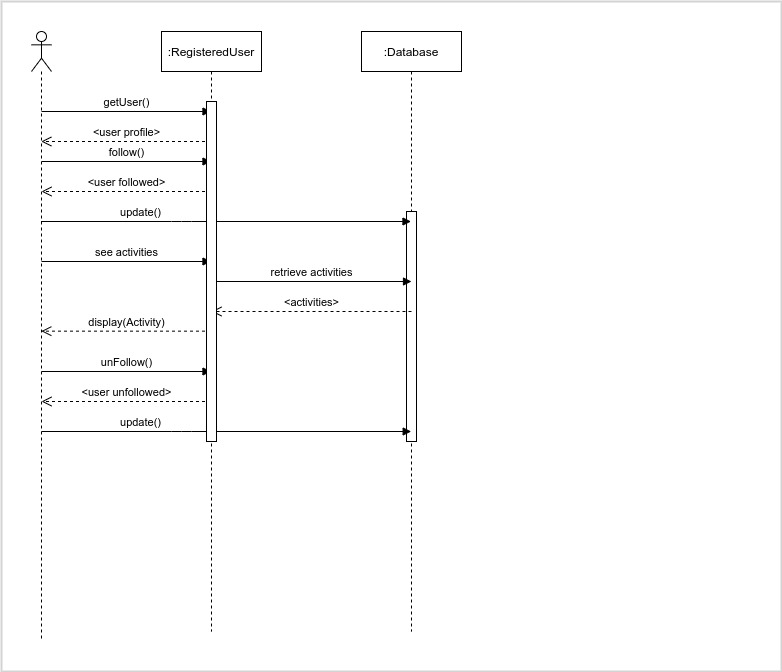 :RegisteredUser
:Database
getUser()
<user profile>
follow()
<user followed>
update()
see activities
retrieve activities
<activities>
display(Activity)
unFollow()
<user unfollowed>
update()